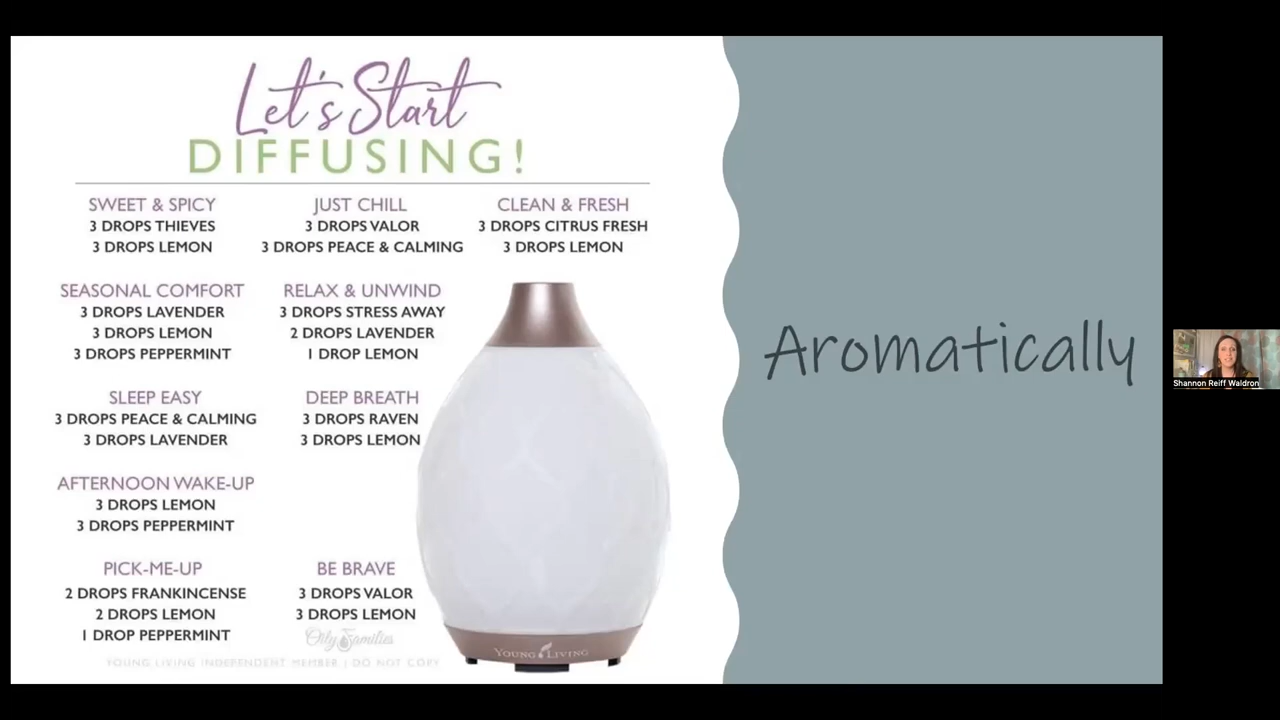 Let's Start
DIFFUSING!
SWEET & SPICY
3 DROPS THIEVES
3 DROPS LEMON
JUST CHILL
3 DROPS VALOR
3 DROPS PEACE & CALMING
CLEAN & FRESH
3 DROPS CITRUS FRESH
3 DROPS LEMON
SEASONAL COMFORT
3 DROPS LAVENDER
3 DROPS LEMON
3 DROPS PEPPERMINT
RELAX & UNWIND
3 DROPS STRESS AWAY
2 DROPS LAVENDER
1 DROP LEMON
SLEEP EASY
3 DROPS PEACE & CALMING
3 DROPS LAVENDER
DEEP BREATH
3 DROPS RAVEN
3 DROPS LEMON
AFTERNOON WAKE-UP
3 DROPS LEMON
3 DROPS PEPPERMINT
PICK-ME-UP
2 DROPS FRANKINCENSE
2 DROPS LEMON
1 DROP PEPPERMINT
BE BRAVE
3 DROPS VALOR
3 DROPS LEMON
Oily Families
YOUNG LIVING INDEPENDENT MEMBER | DO NOT COPY
YOUNG LIVING
Aromatically
Shannon Reiff Waldron